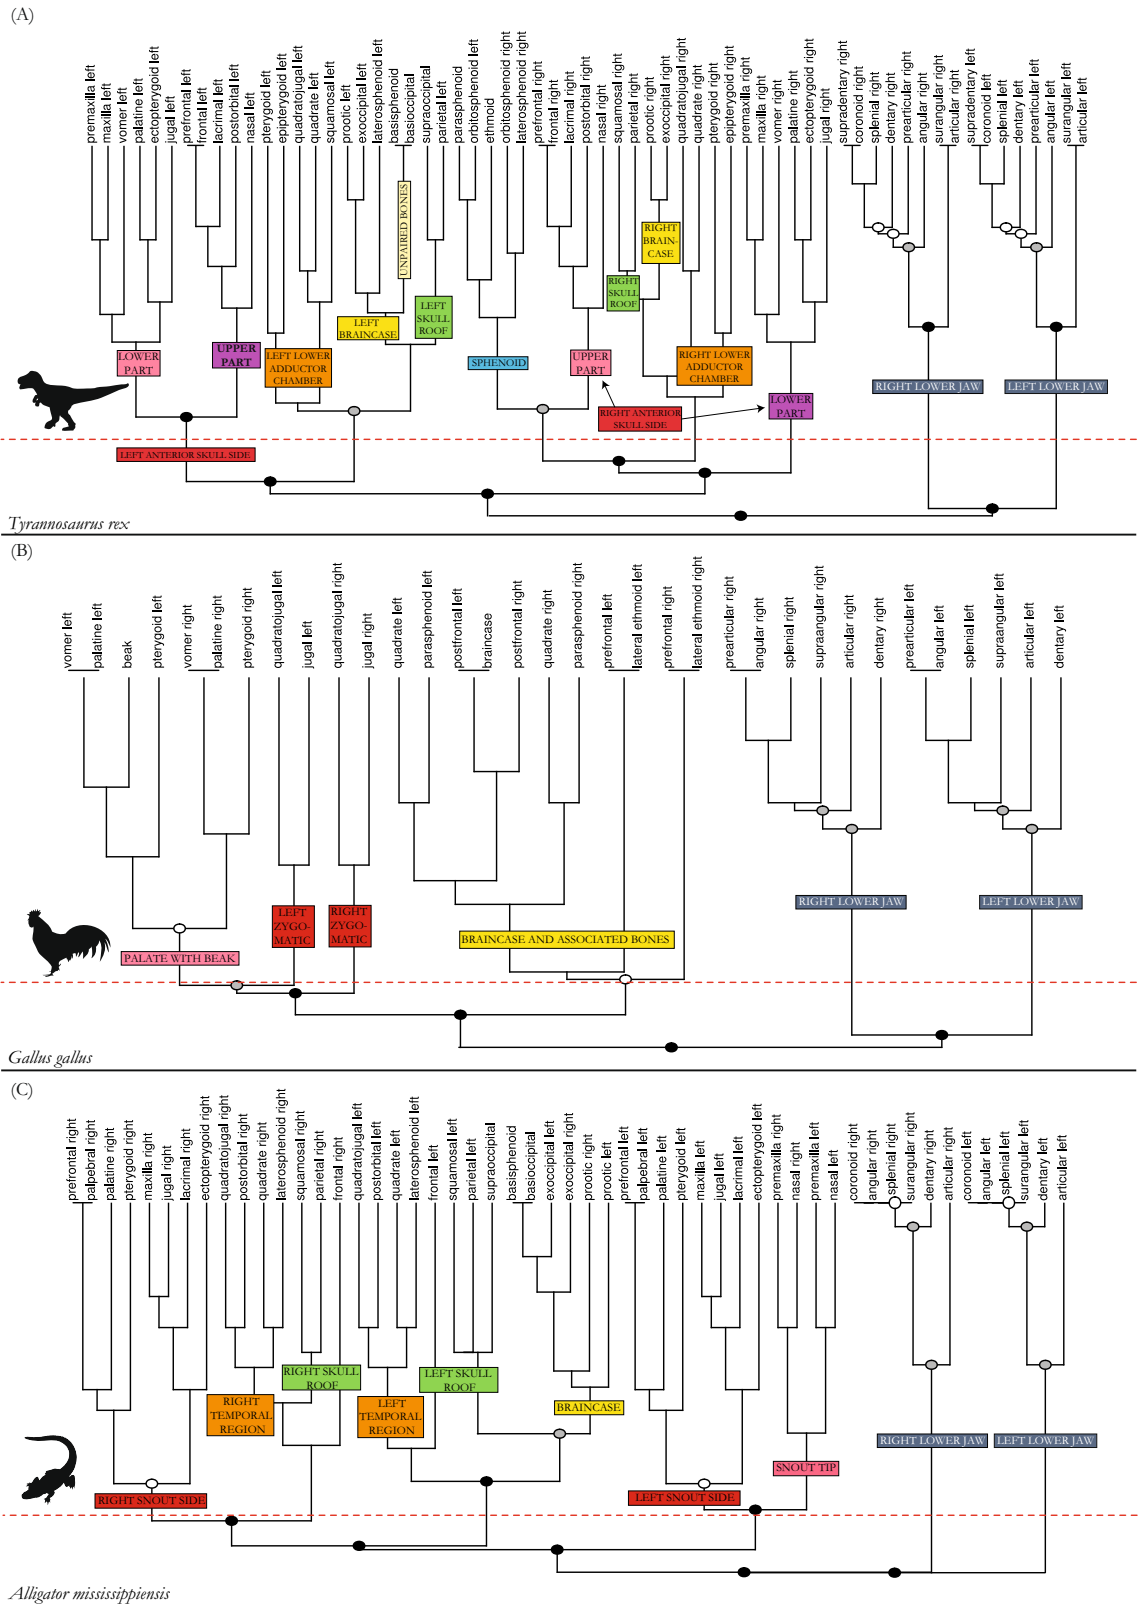 (A)
premaxilla left
maxilla left
vomer left
palatine left
ectopterygoid left
jugal left
prefrontal left
frontal left
lacrimal left
postorbital left
nasal left
pterygoid left
epipterygoid left
quadratojugal left
quadrate left
squamosal left
prootic left
exoccipital left
laterosphenoid left
basisphenoid
basioccipital
supraoccipital
parietal left
parasphenoid
orbitosphenoid left
ethmoid
orbitosphenoid right
laterosphenoid right
prefrontal right
frontal right
lacrimal right
postorbital right
nasal right
squamosal right
parietal right
prootic right
exoccipital right
quadratojugal right
quadrate right
pterygoid right
epipterygoid right
premaxilla right
maxilla right
vomer right
palatine right
ectopterygoid right
jugal right
supradentary right
coronoid right
splenial right
dentary right
prearticular right
angular right
surangular right
articular right
supradentary left
coronoid left
splenial left
dentary left
prearticular left
angular left
surangular left
articular left
UNPAIRED BONES
RIGHT
BRAIN-
CASE
RIGHT
SKULL
ROOF
LEFT
SKULL
ROOF
LEFT
BRAINCASE
LOWER
PART
UPPER
PART
LEFT LOWER
ADDUCTOR
CHAMBER
SPHENOID
UPPER
PART
RIGHT LOWER
ADDUCTOR
CHAMBER
RIGHT LOWER JAW
LEFT LOWER JAW
RIGHT ANTERIOR
SKULL SIDE
LOWER
PART
LEFT ANTERIOR SKULL SIDE
Tyrannosaurus rex
(B)
vomer left
palatine left
beak
pterygoid left
vomer right
palatine right
pterygoid right
quadratojugal left
jugal left
quadratojugal right
jugal right
quadrate left
parasphenoid left
postfrontal left
braincase
postfrontal right
quadrate right
parasphenoid right
prefrontal left
lateral ethmoid left
prefrontal right
lateral ethmoid right
prearticular right
angular right
splenial right
supraangular right
articular right
dentary right
prearticular left
angular left
splenial left
supraangular left
articular left
dentary left
RIGHT LOWER JAW
LEFT LOWER JAW
LEFT
ZYGO-
MATIC
RIGHT
ZYGO-
MATIC
BRAINCASE AND ASSOCIATED BONES
PALATE WITH BEAK
Gallus gallus
(C)
prefrontal right
palpebral right
palatine right
pterygoid right
maxilla right
jugal right
lacrimal right
ectopterygoid right
quadratojugal right
postorbital right
quadrate right
laterosphenoid right
squamosal right
parietal right
frontal right
quadratojugal left
postorbital left
quadrate left
laterosphenoid left
frontal left
squamosal left
parietal left
supraoccipital
basisphenoid
basioccipital
exoccipital left
exoccipital right
prootic right
prootic left
prefrontal left
palpebral left
palatine left
pterygoid left
maxilla left
jugal left
lacrimal left
ectopterygoid left
premaxilla right
nasal right
premaxilla left
nasal left
coronoid right
angular right
splenial right
surangular right
dentary right
articular right
coronoid left
angular left
splenial left
surangular left
dentary left
articular left
RIGHT SKULL
ROOF
LEFT SKULL
ROOF
RIGHT
TEMPORAL
REGION
LEFT
TEMPORAL
REGION
BRAINCASE
RIGHT LOWER JAW
LEFT LOWER JAW
SNOUT TIP
RIGHT SNOUT SIDE
LEFT SNOUT SIDE
Alligator mississippiensis